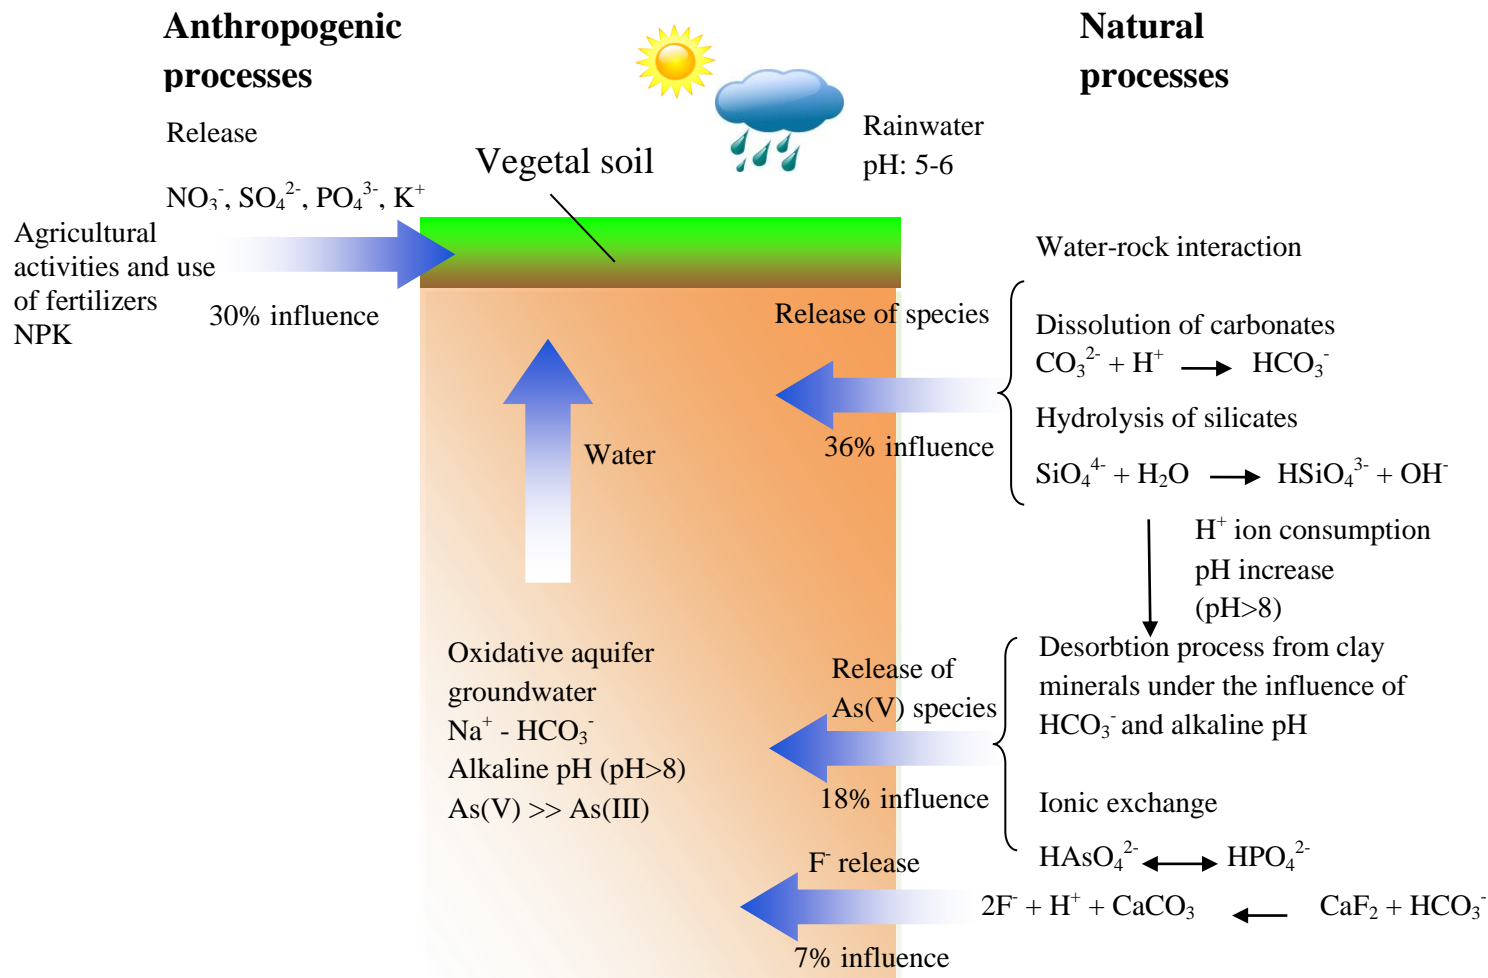 Anthropogenic
processes
Natural
processes
Release
NO₃⁻, SO₄²⁻, PO₄³⁻, K⁺
Vegetal soil
Rainwater
pH: 5-6
Agricultural
activities and use
of fertilizers
NPK
30% influence
Water-rock interaction
Release of species
Dissolution of carbonates
CO₃²⁻ + H⁺ → HCO₃⁻
Hydrolysis of silicates
36% influence
SiO₄⁴⁻ + H₂O → HSiO₄³⁻ + OH⁻
Water
H⁺ ion consumption
pH increase
(pH>8)
Oxidative aquifer
groundwater
Na⁺ - HCO₃⁻
Alkaline pH (pH>8)
As(V) >> As(III)
Release of
As(V) species
18% influence
Desorbtion process from clay
minerals under the influence of
HCO₃⁻ and alkaline pH
Ionic exchange
HAsO₄²⁻ ↔ HPO₄²⁻
F⁻ release
2F⁻ + H⁺ + CaCO₃ ← CaF₂ + HCO₃⁻
7% influence